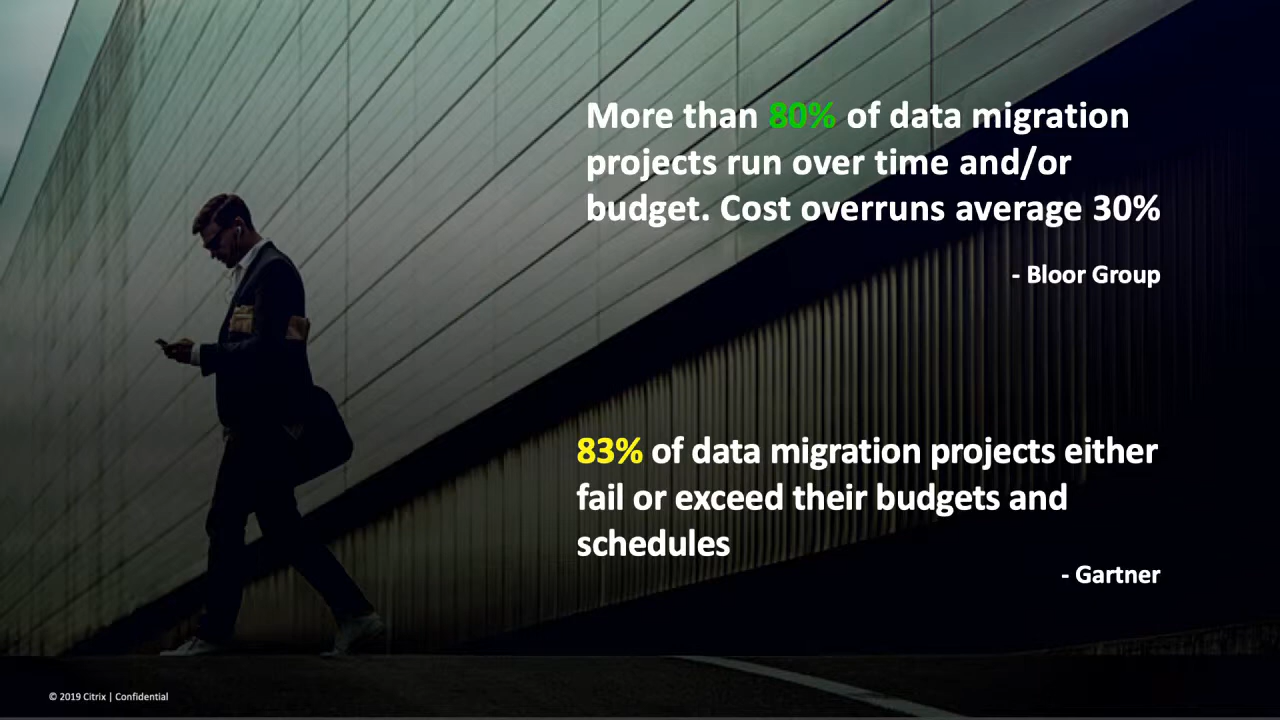 More than 80% of data migration
projects run over time and/or
budget. Cost overruns average 30%
- Bloor Group
83% of data migration projects either
fail or exceed their budgets and
schedules
- Gartner
© 2019 Citrix | Confidential